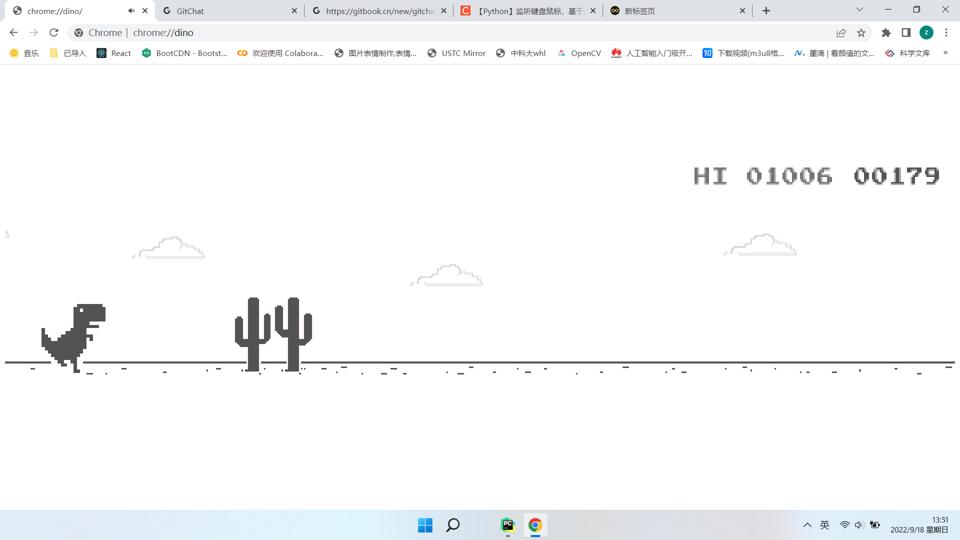 chrome://dino/
GitChat
https://gitbook.cn/new/gitcha
【Python】监听键盘鼠标，基于
新标签页
Chrome | chrome://dino
音乐
已导入
React
BootCDN - Bootst...
欢迎使用 Colabora...
图片表情制作,表情...
USTC Mirror
中科大whl
OpenCV
人工智能入门极开...
下载视频(m3u8格...
墨滴 | 看颜值的文...
科学文库
»
HI 01006 00179
英
13:51
2022/9/18 星期日